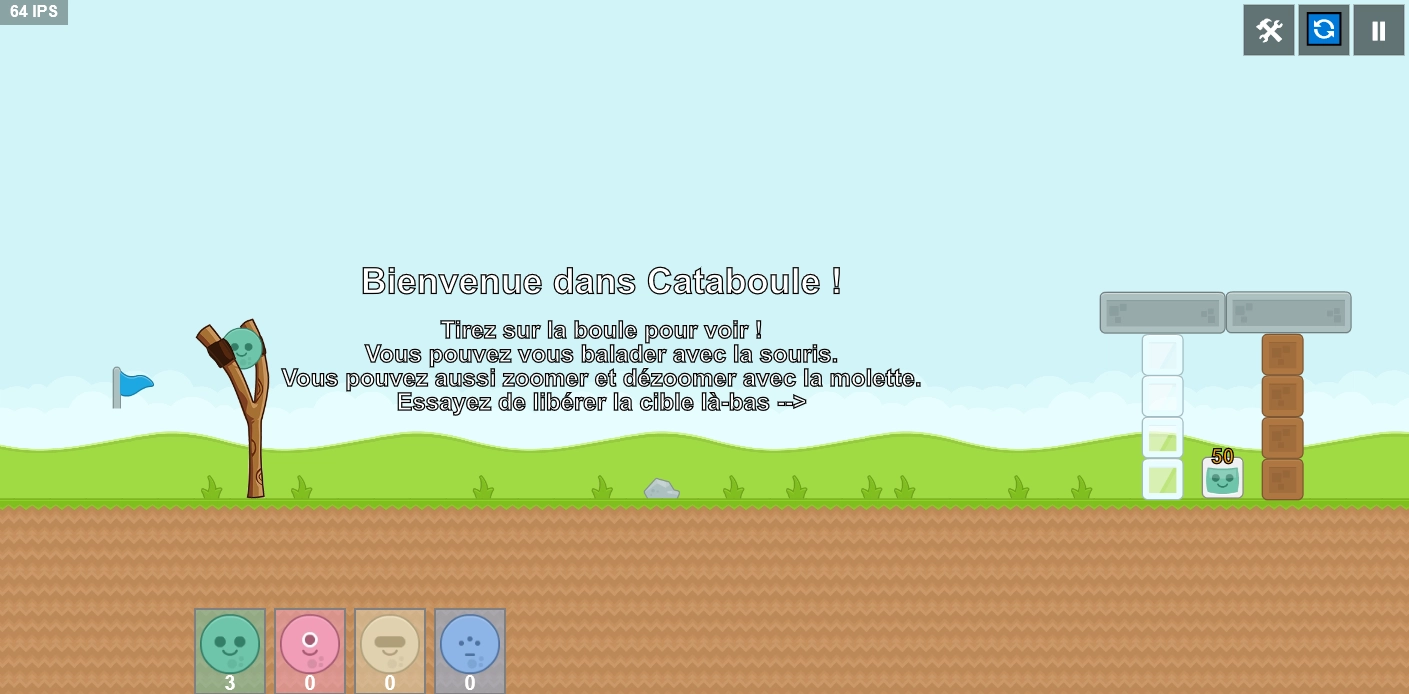 64 IPS
Bienvenue dans Cataboule !
Tirez sur la boule pour voir !
Vous pouvez vous balader avec la souris.
Vous pouvez aussi zoomer et dézoomer avec la molette.
Essayez de libérer la cible là-bas -->
50
3
0
0
0